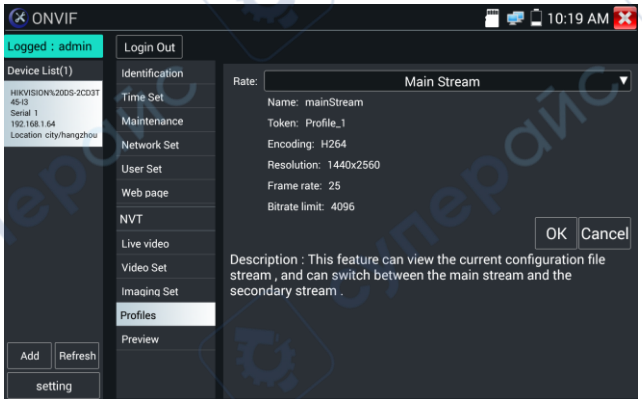 ONVIF
10:19 AM
Logged : admin
Login Out
Device List(1)
HIKVISION%20DS-2CD3T
45-I3
Serial 1
192.168.1.64
Location city/hangzhou
Add
Refresh
setting
Identification
Time Set
Maintenance
Network Set
User Set
Web page
NVT
Live video
Video Set
Imaging Set
Profiles
Preview
Rate:
Main Stream
Name: mainStream
Token: Profile_1
Encoding: H264
Resolution: 1440x2560
Frame rate: 25
Bitrate limit: 4096
OK
Cancel
Description : This feature can view the current configuration file
stream , and can switch between the main stream and the
secondary stream .
суперайс